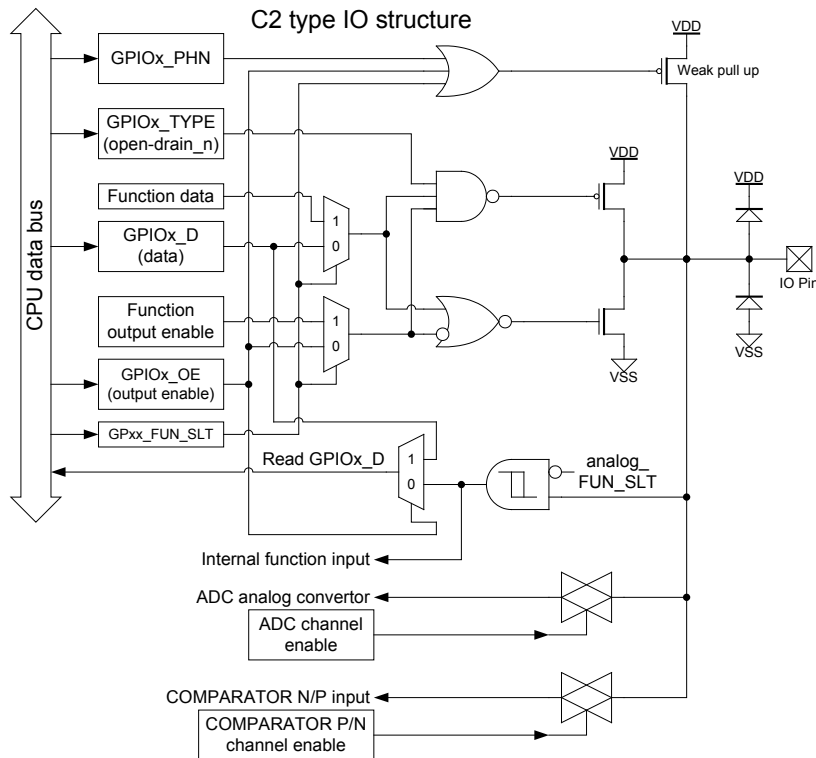 C2 type IO structure
CPU data bus
GPIOx_PHN
Weak pull up
VDD
GPIOx_TYPE
(open-drain_n)
VDD
VDD
Function data
1
0
GPIOx_D
(data)
IO Pin
Function
output enable
1
0
VSS
VSS
GPIOx_OE
(output enable)
GPxx_FUN_SLT
Read GPIOx_D
1
0
analog_
FUN_SLT
Internal function input
ADC analog convertor
ADC channel
enable
COMPARATOR N/P input
COMPARATOR P/N
channel enable